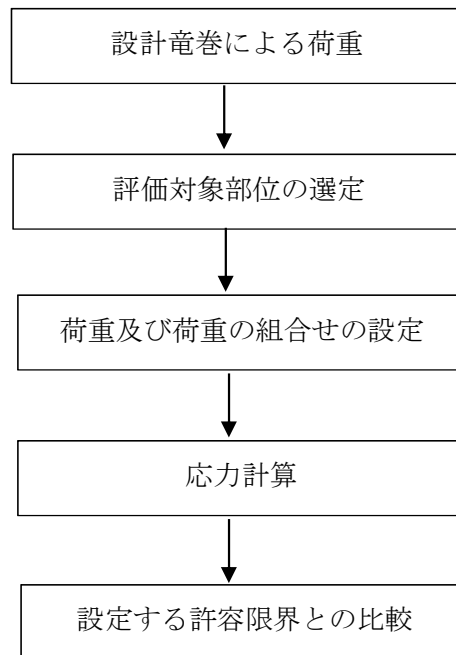 設計竜巻による荷重
評価対象部位の選定
荷重及び荷重の組合せの設定
応力計算
設定する許容限界との比較